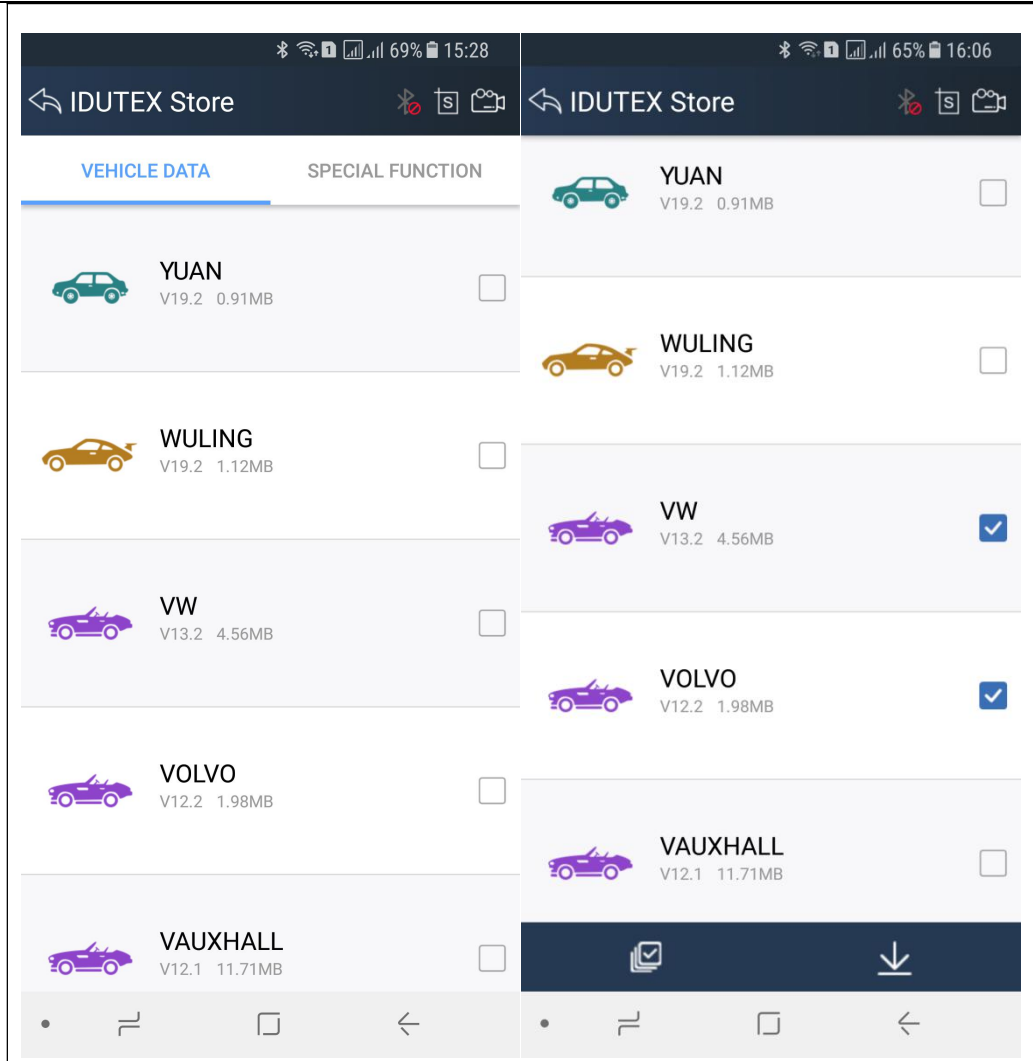 69% 15:28
IDUTEX Store
S
VEHICLE DATA SPECIAL FUNCTION
YUAN
V19.2 0.91MB
WULING
V19.2 1.12MB
VW
V13.2 4.56MB
VOLVO
V12.2 1.98MB
VAUXHALL
V12.1 11.71MB
1 65% 16:06
IDUTEX Store
S
YUAN
V19.2 0.91MB
WULING
V19.2 1.12MB
VW
V13.2 4.56MB
VOLVO
V12.2 1.98MB
VAUXHALL
V12.1 11.71MB